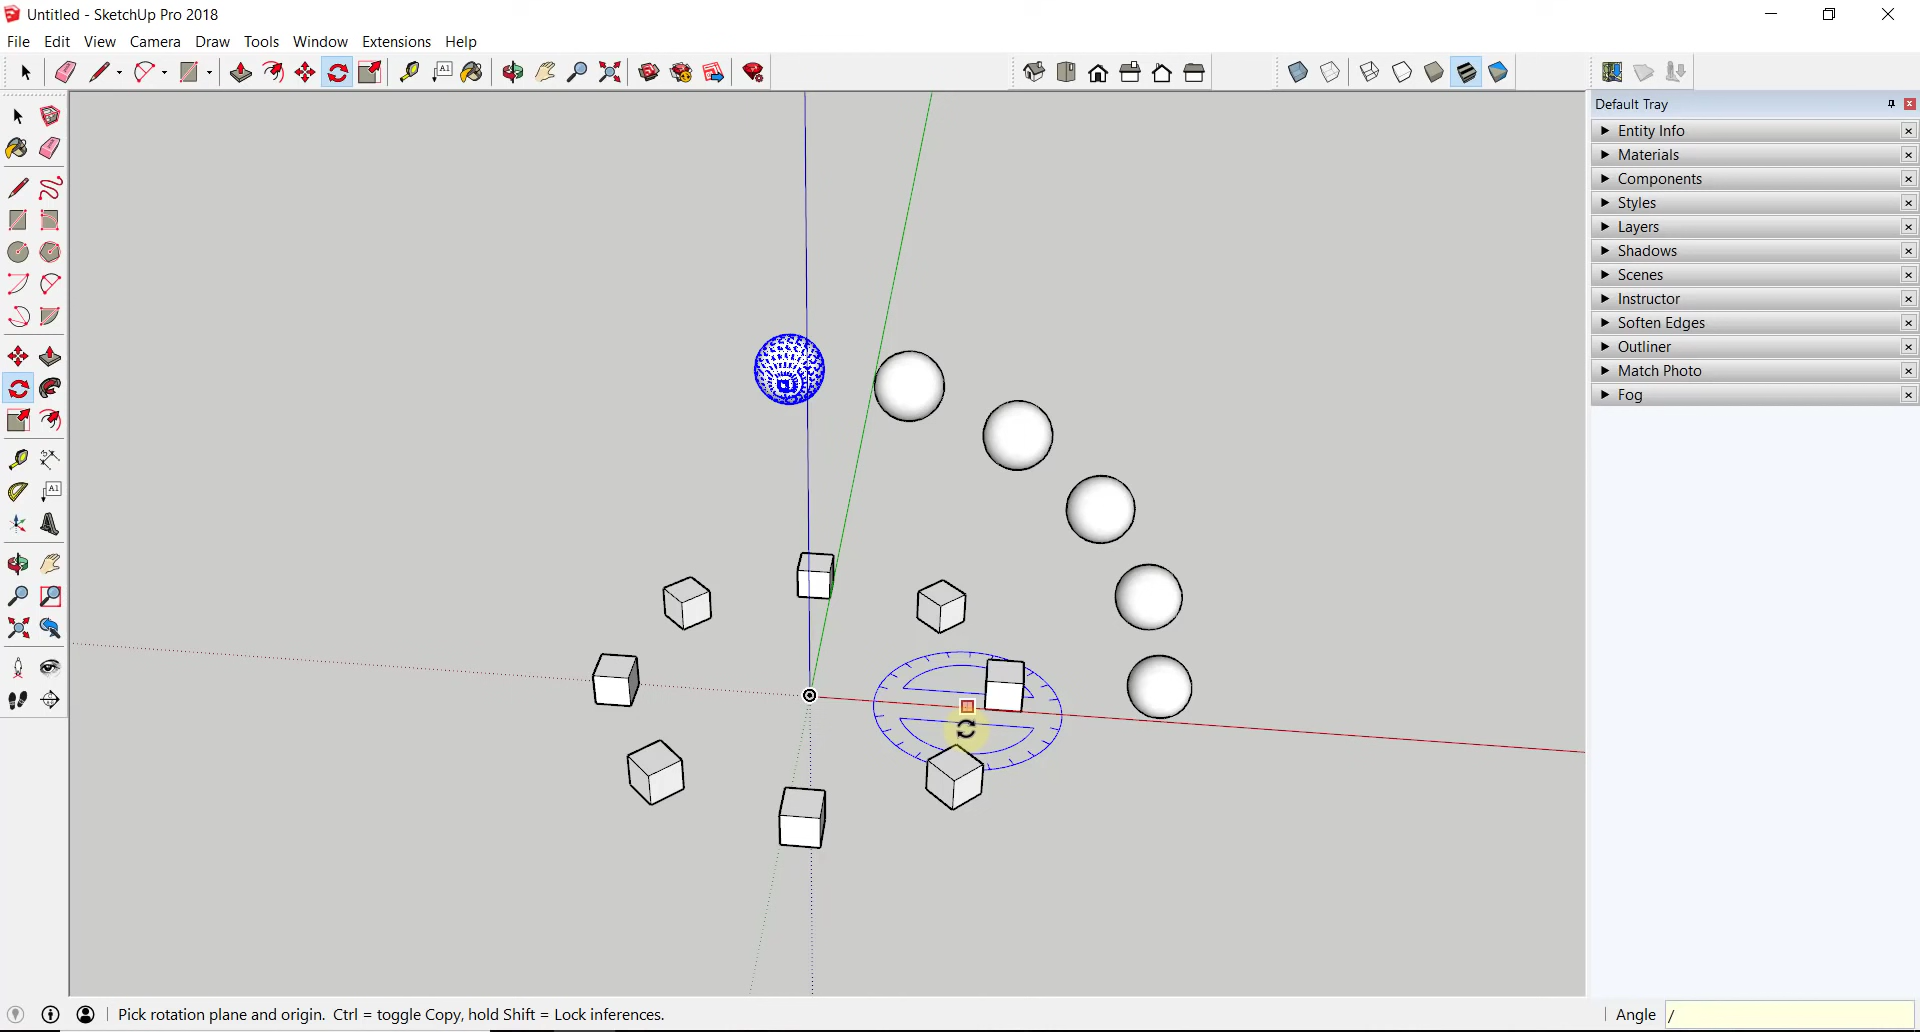 Untitled - SketchUp Pro 2018
File Edit View Camera Draw Tools Window Extensions Help
A1
Default Tray
Entity Info
Materials
Components
Styles
Layers
Shadows
Scenes
Instructor
Soften Edges
Outliner
Match Photo
Fog
A1
Pick rotation plane and origin. Ctrl = toggle Copy, hold Shift = Lock inferences.
Angle /